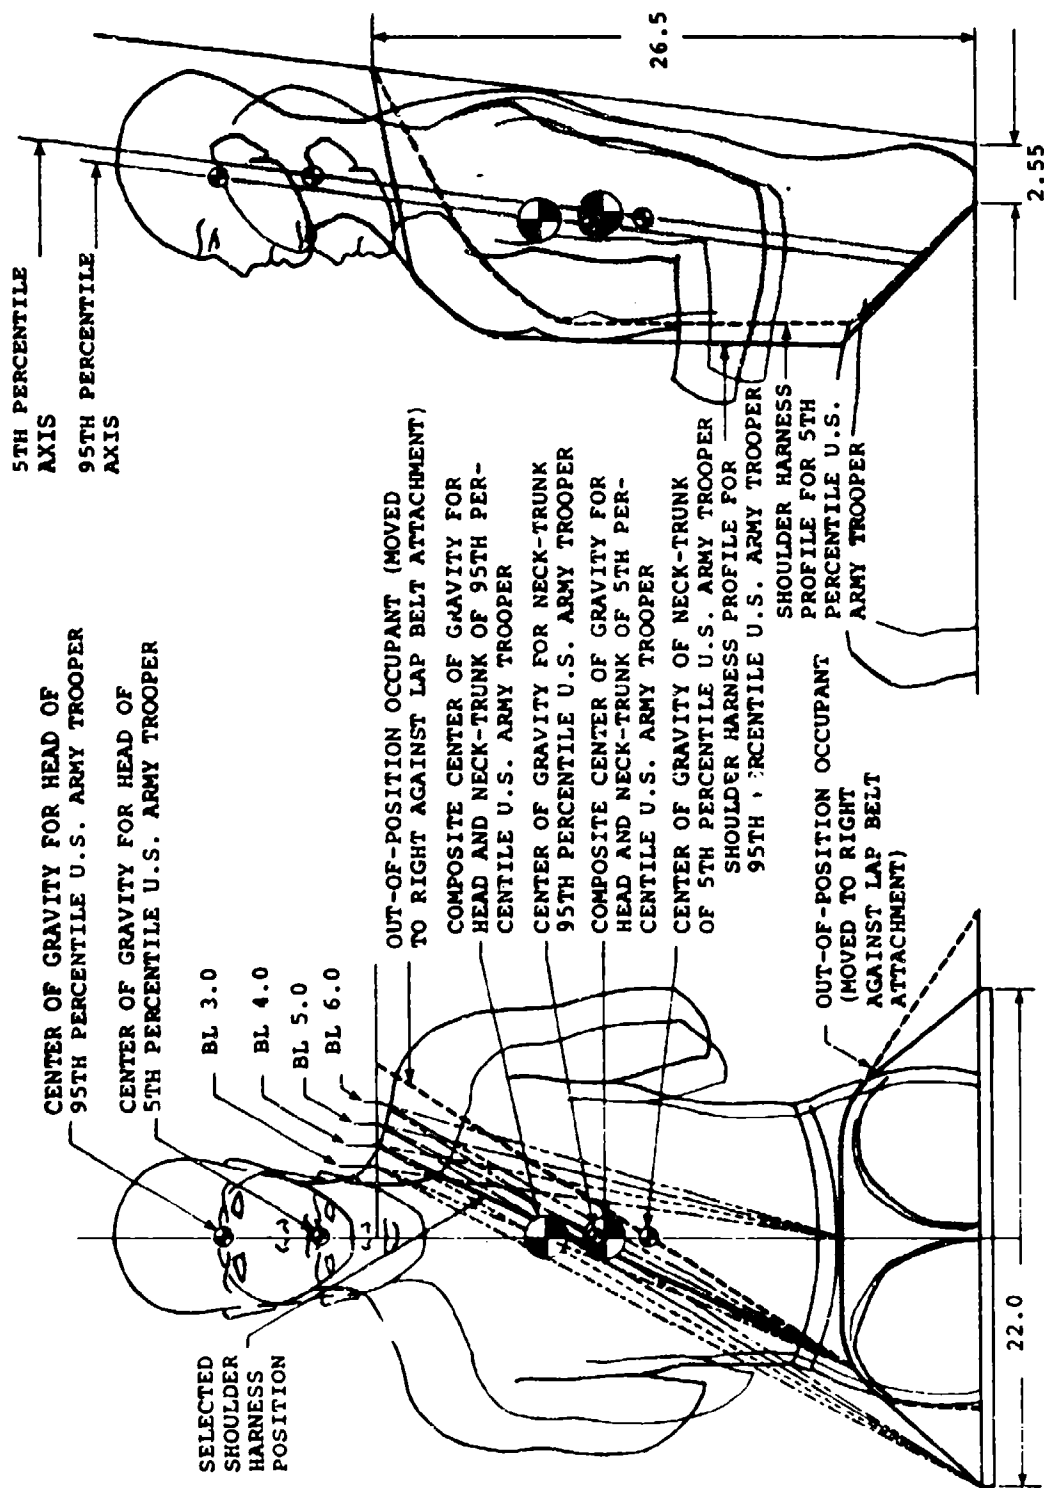 5TH PERCENTILE
AXIS
95TH PERCENTILE
AXIS
26.5
2.55
CENTER OF GRAVITY FOR HEAD OF
95TH PERCENTILE U.S. ARMY TROOPER
CENTER OF GRAVITY FOR HEAD OF
5TH PERCENTILE U.S. ARMY TROOPER
BL 3.0
BL 4.0
BL 5.0
BL 6.0
OUT-OF-POSITION OCCUPANT (MOVED
TO RIGHT AGAINST LAP BELT ATTACHMENT)
COMPOSITE CENTER OF GRAVITY FOR
HEAD AND NECK-TRUNK OF 95TH PER-
CENTILE U.S. ARMY TROOPER
CENTER OF GRAVITY FOR NECK-TRUNK
95TH PERCENTILE U.S. ARMY TROOPER
COMPOSITE CENTER OF GRAVITY FOR
HEAD AND NECK-TRUNK OF 5TH PER-
CENTILE U.S. ARMY TROOPER
CENTER OF GRAVITY OF NECK-TRUNK
OF 5TH PERCENTILE U.S. ARMY TROOPER
SHOULDER HARNESS PROFILE FOR
95TH PERCENTILE U.S. ARMY TROOPER
SHOULDER HARNESS
PROFILE FOR 5TH
PERCENTILE U.S.
ARMY TROOPER
OUT-OF-POSITION OCCUPANT
(MOVED TO RIGHT
AGAINST LAP BELT
ATTACHMENT)
SELECTED
SHOULDER
HARNESS
POSITION
22.0